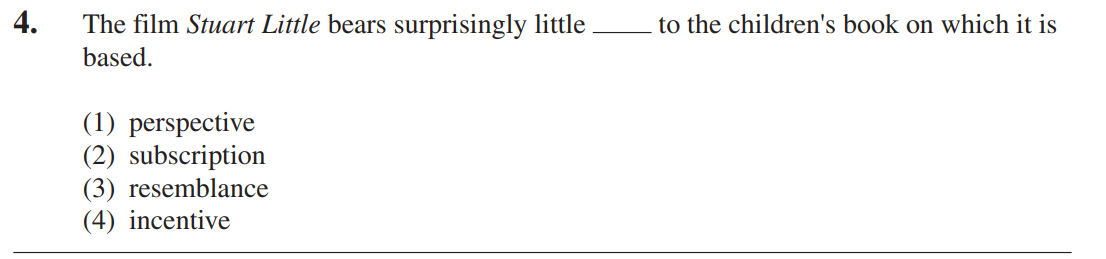 4. The film Stuart Little bears surprisingly little _____ to the children's book on which it is
based.
(1) perspective
(2) subscription
(3) resemblance
(4) incentive